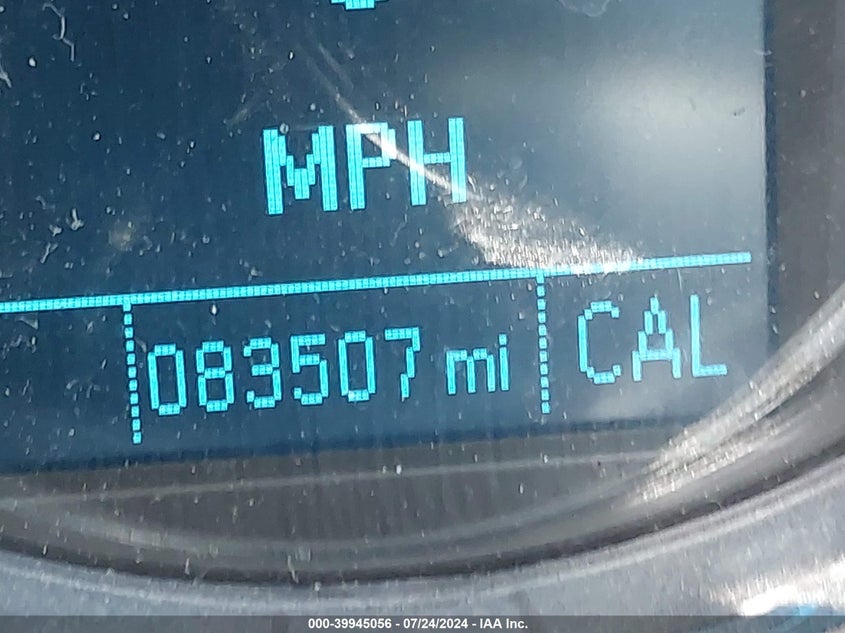 MPH
083507 mi
CAL
000-39945056 - 07/24/2024 - IAA Inc.